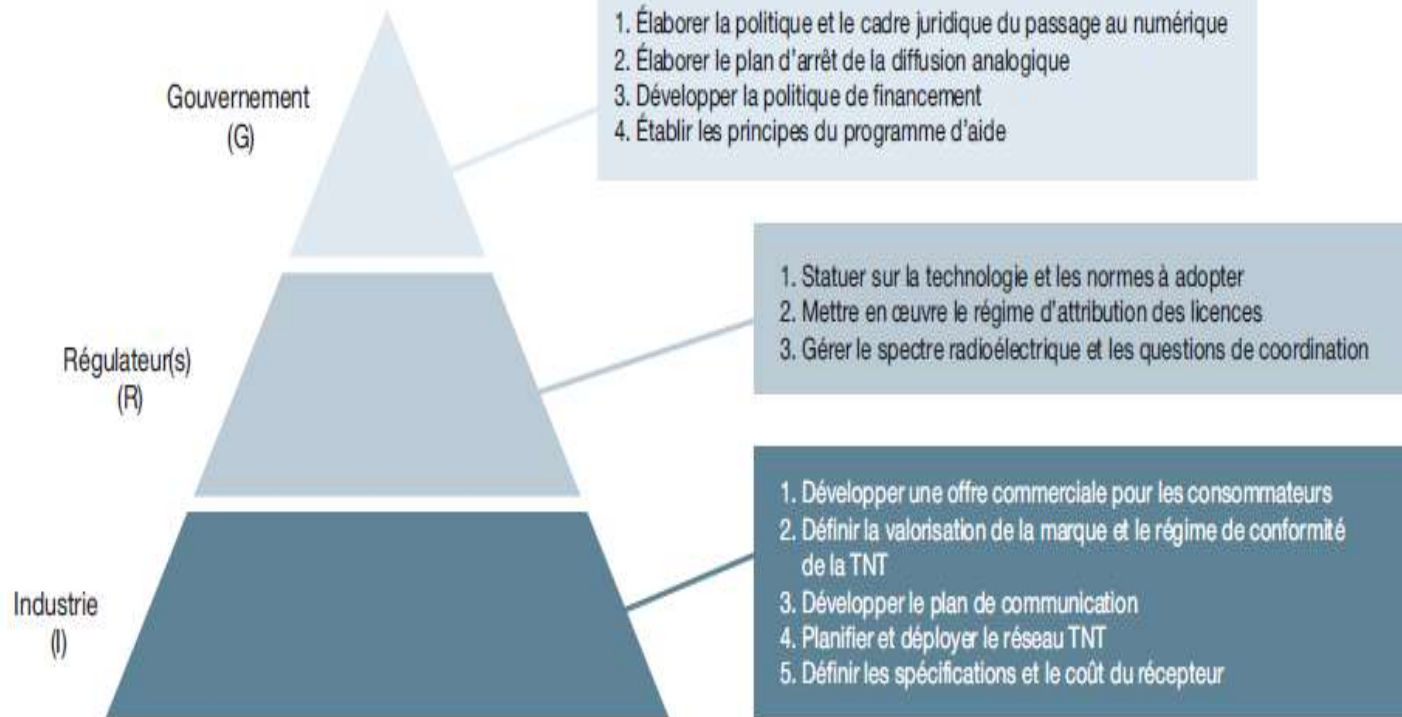 Gouvernement
(G)
1. Élaborer la politique et le cadre juridique du passage au numérique
2. Élaborer le plan d'arrêt de la diffusion analogique
3. Développer la politique de financement
4. Établir les principes du programme d'aide
Régulateur(s)
(R)
1. Statuer sur la technologie et les normes à adopter
2. Mettre en œuvre le régime d'attribution des licences
3. Gérer le spectre radioélectrique et les questions de coordination
Industrie
(I)
1. Développer une offre commerciale pour les consommateurs
2. Définir la valorisation de la marque et le régime de conformité
de la TNT
3. Développer le plan de communication
4. Planifier et déployer le réseau TNT
5. Définir les spécifications et le coût du récepteur